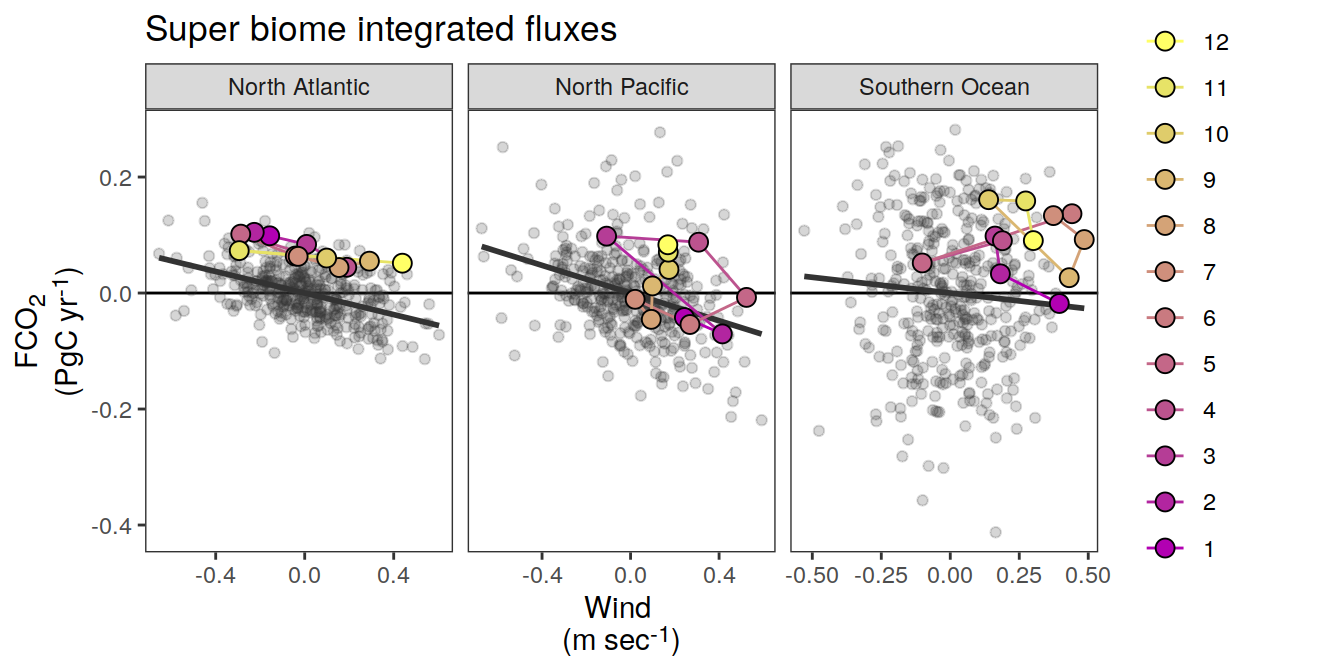 Super biome integrated fluxes
North Atlantic
North Pacific
Southern Ocean
FCO₂
(PgC yr⁻¹)
0.2
0.0
-0.2
-0.4
-0.4 0.0 0.4
-0.4 0.0 0.4
-0.50 -0.25 0.00 0.25 0.50
Wind
(m sec⁻¹)
12
11
10
9
8
7
6
5
4
3
2
1